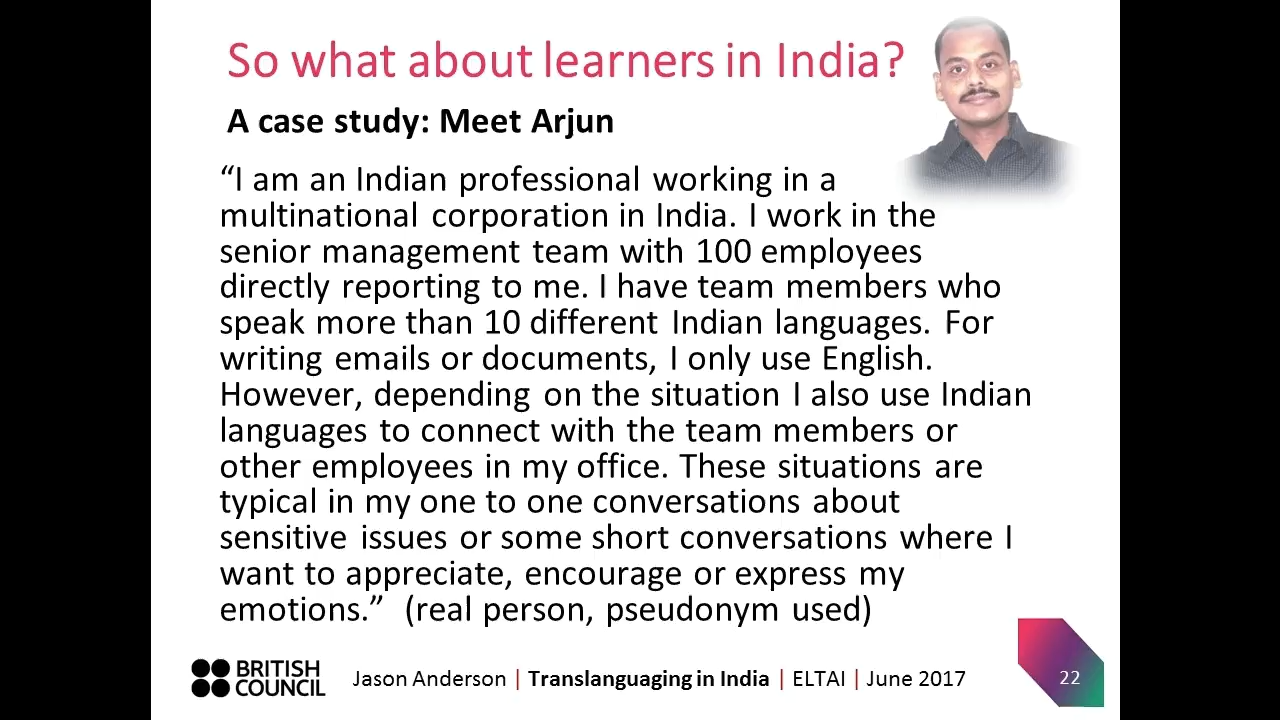 So what about learners in India?
A case study: Meet Arjun
“I am an Indian professional working in a
multinational corporation in India. I work in the
senior management team with 100 employees
directly reporting to me. I have team members who
speak more than 10 different Indian languages. For
writing emails or documents, I only use English.
However, depending on the situation I also use Indian
languages to connect with the team members or
other employees in my office. These situations are
typical in my one to one conversations about
sensitive issues or some short conversations where I
want to appreciate, encourage or express my
emotions.” (real person, pseudonym used)
BRITISH
COUNCIL
Jason Anderson | Translanguaging in India | ELTAI | June 2017
22